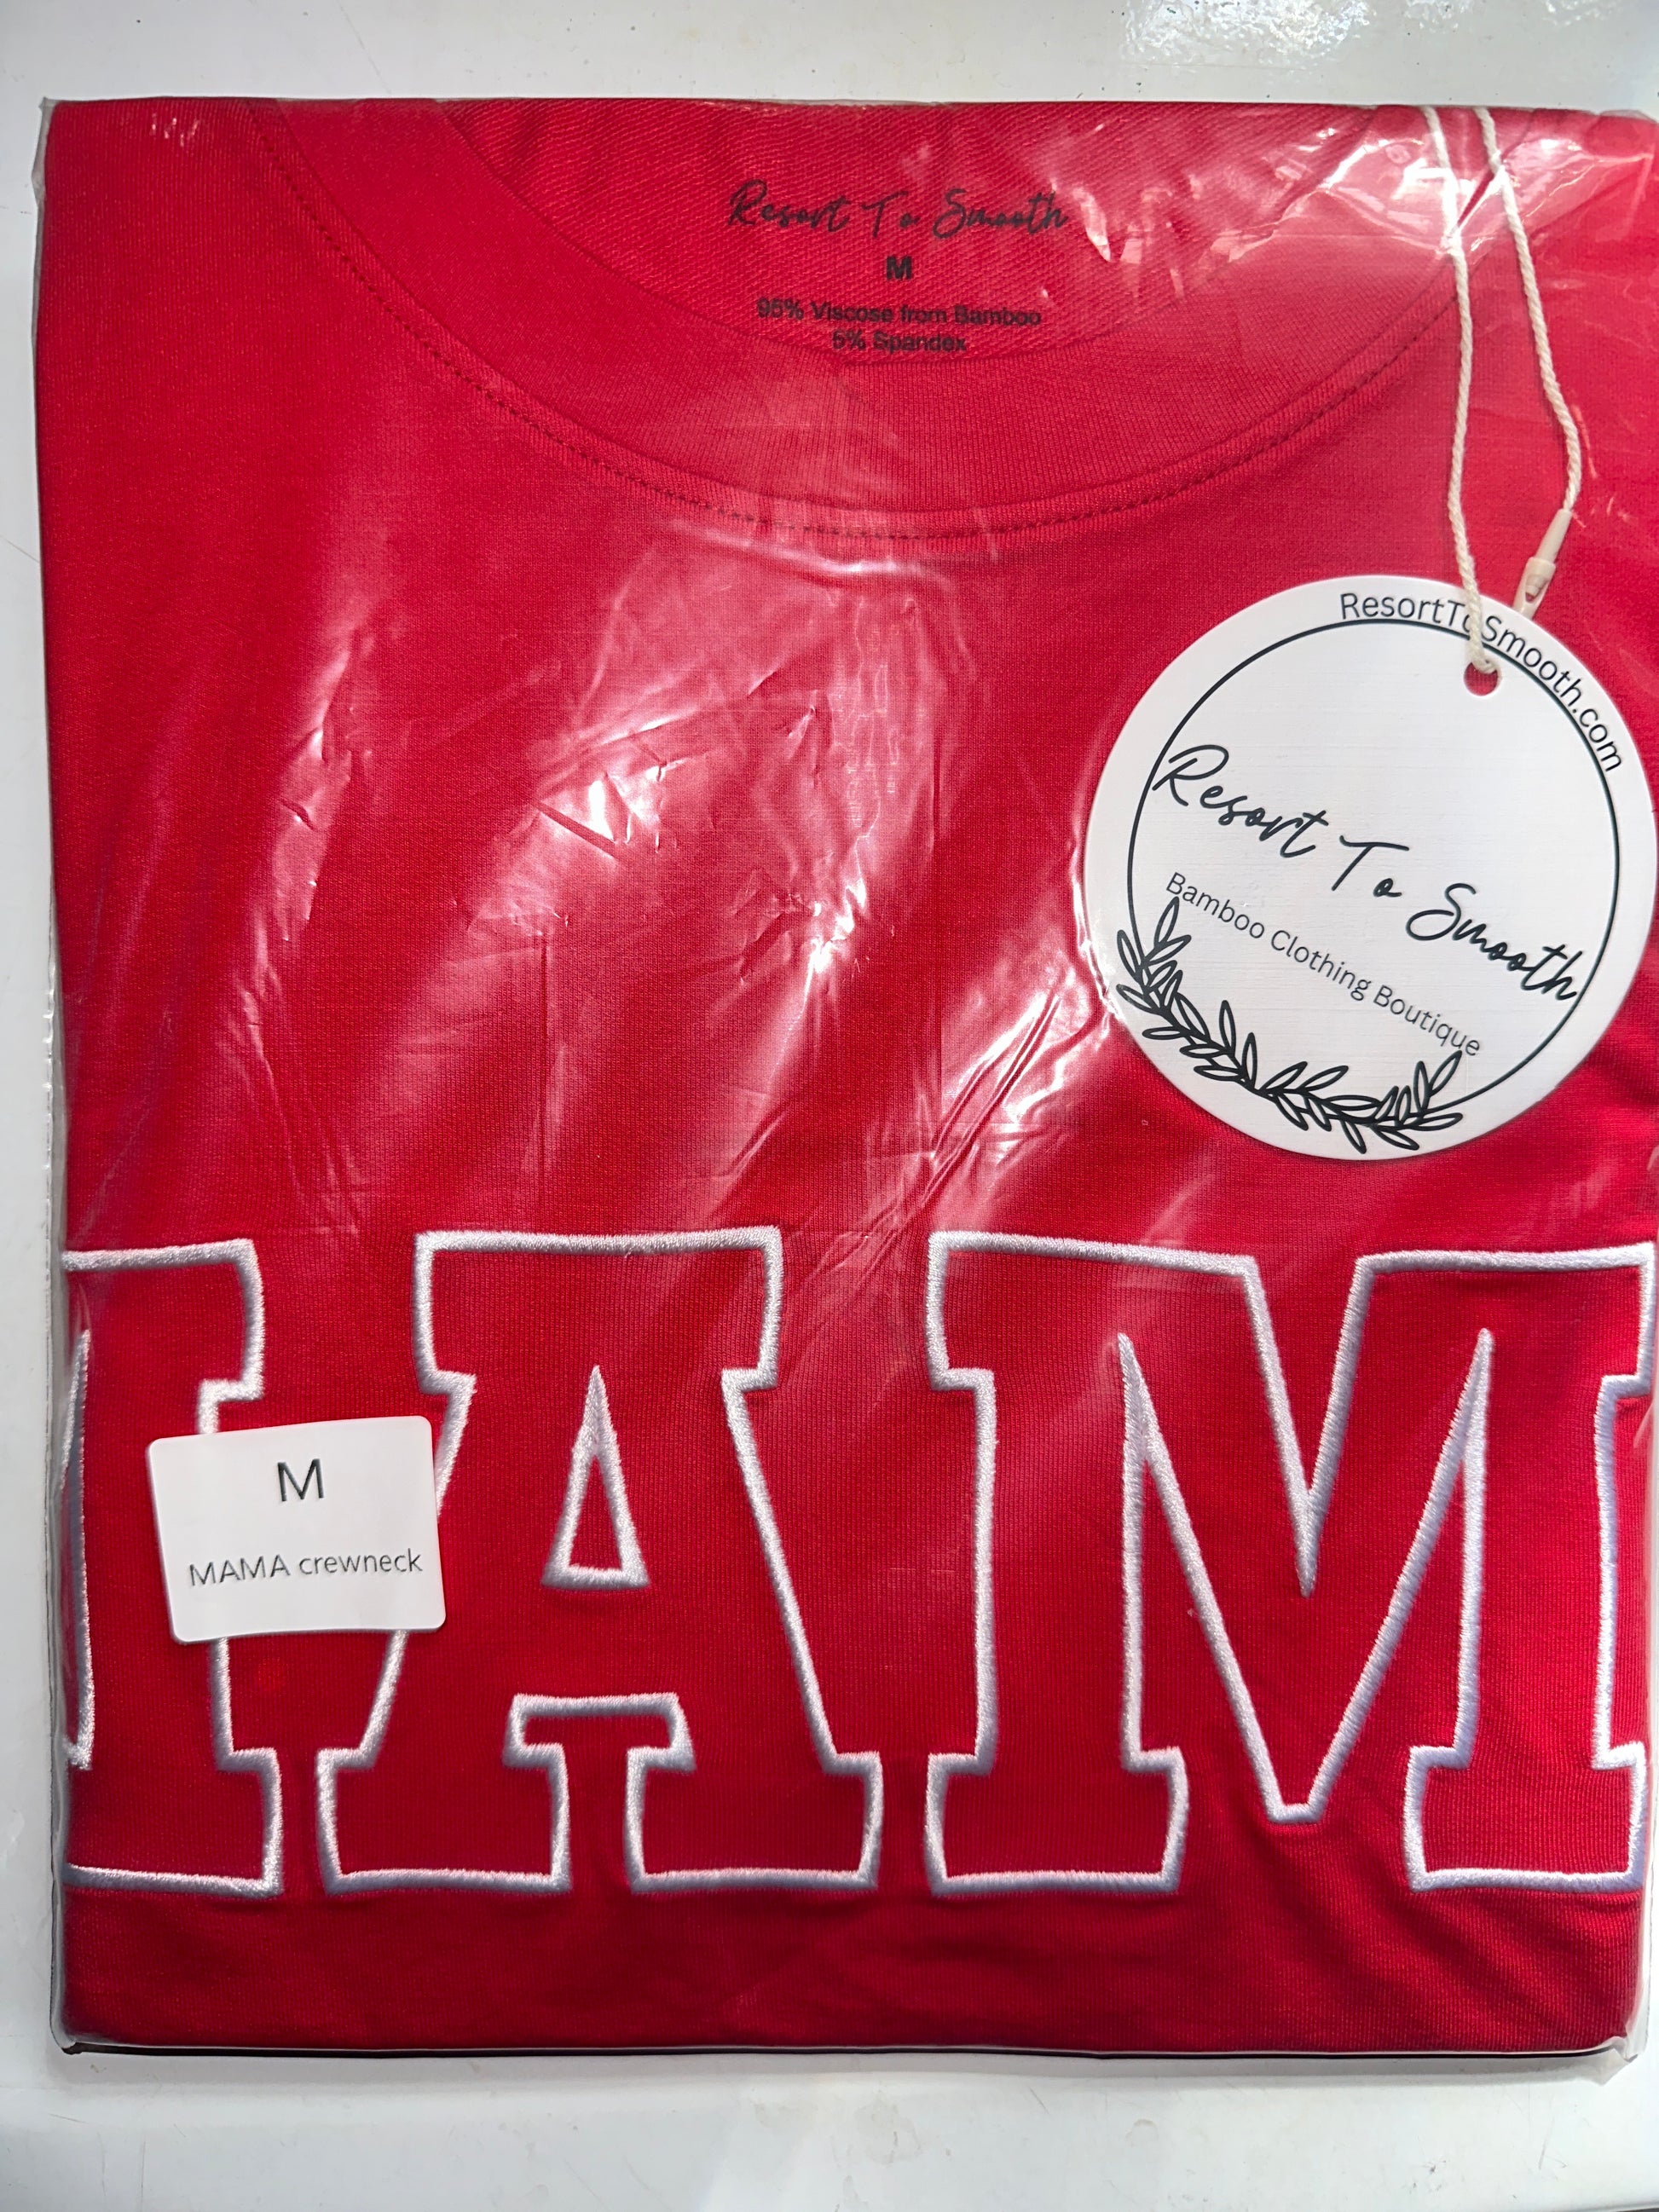 Resort To Smooth
M
95% Viscose from Bamboo
5% Spandex
ResortToSmooth.com
Resort To Smooth
Bamboo Clothing Boutique
AM
M
MAMA crewneck